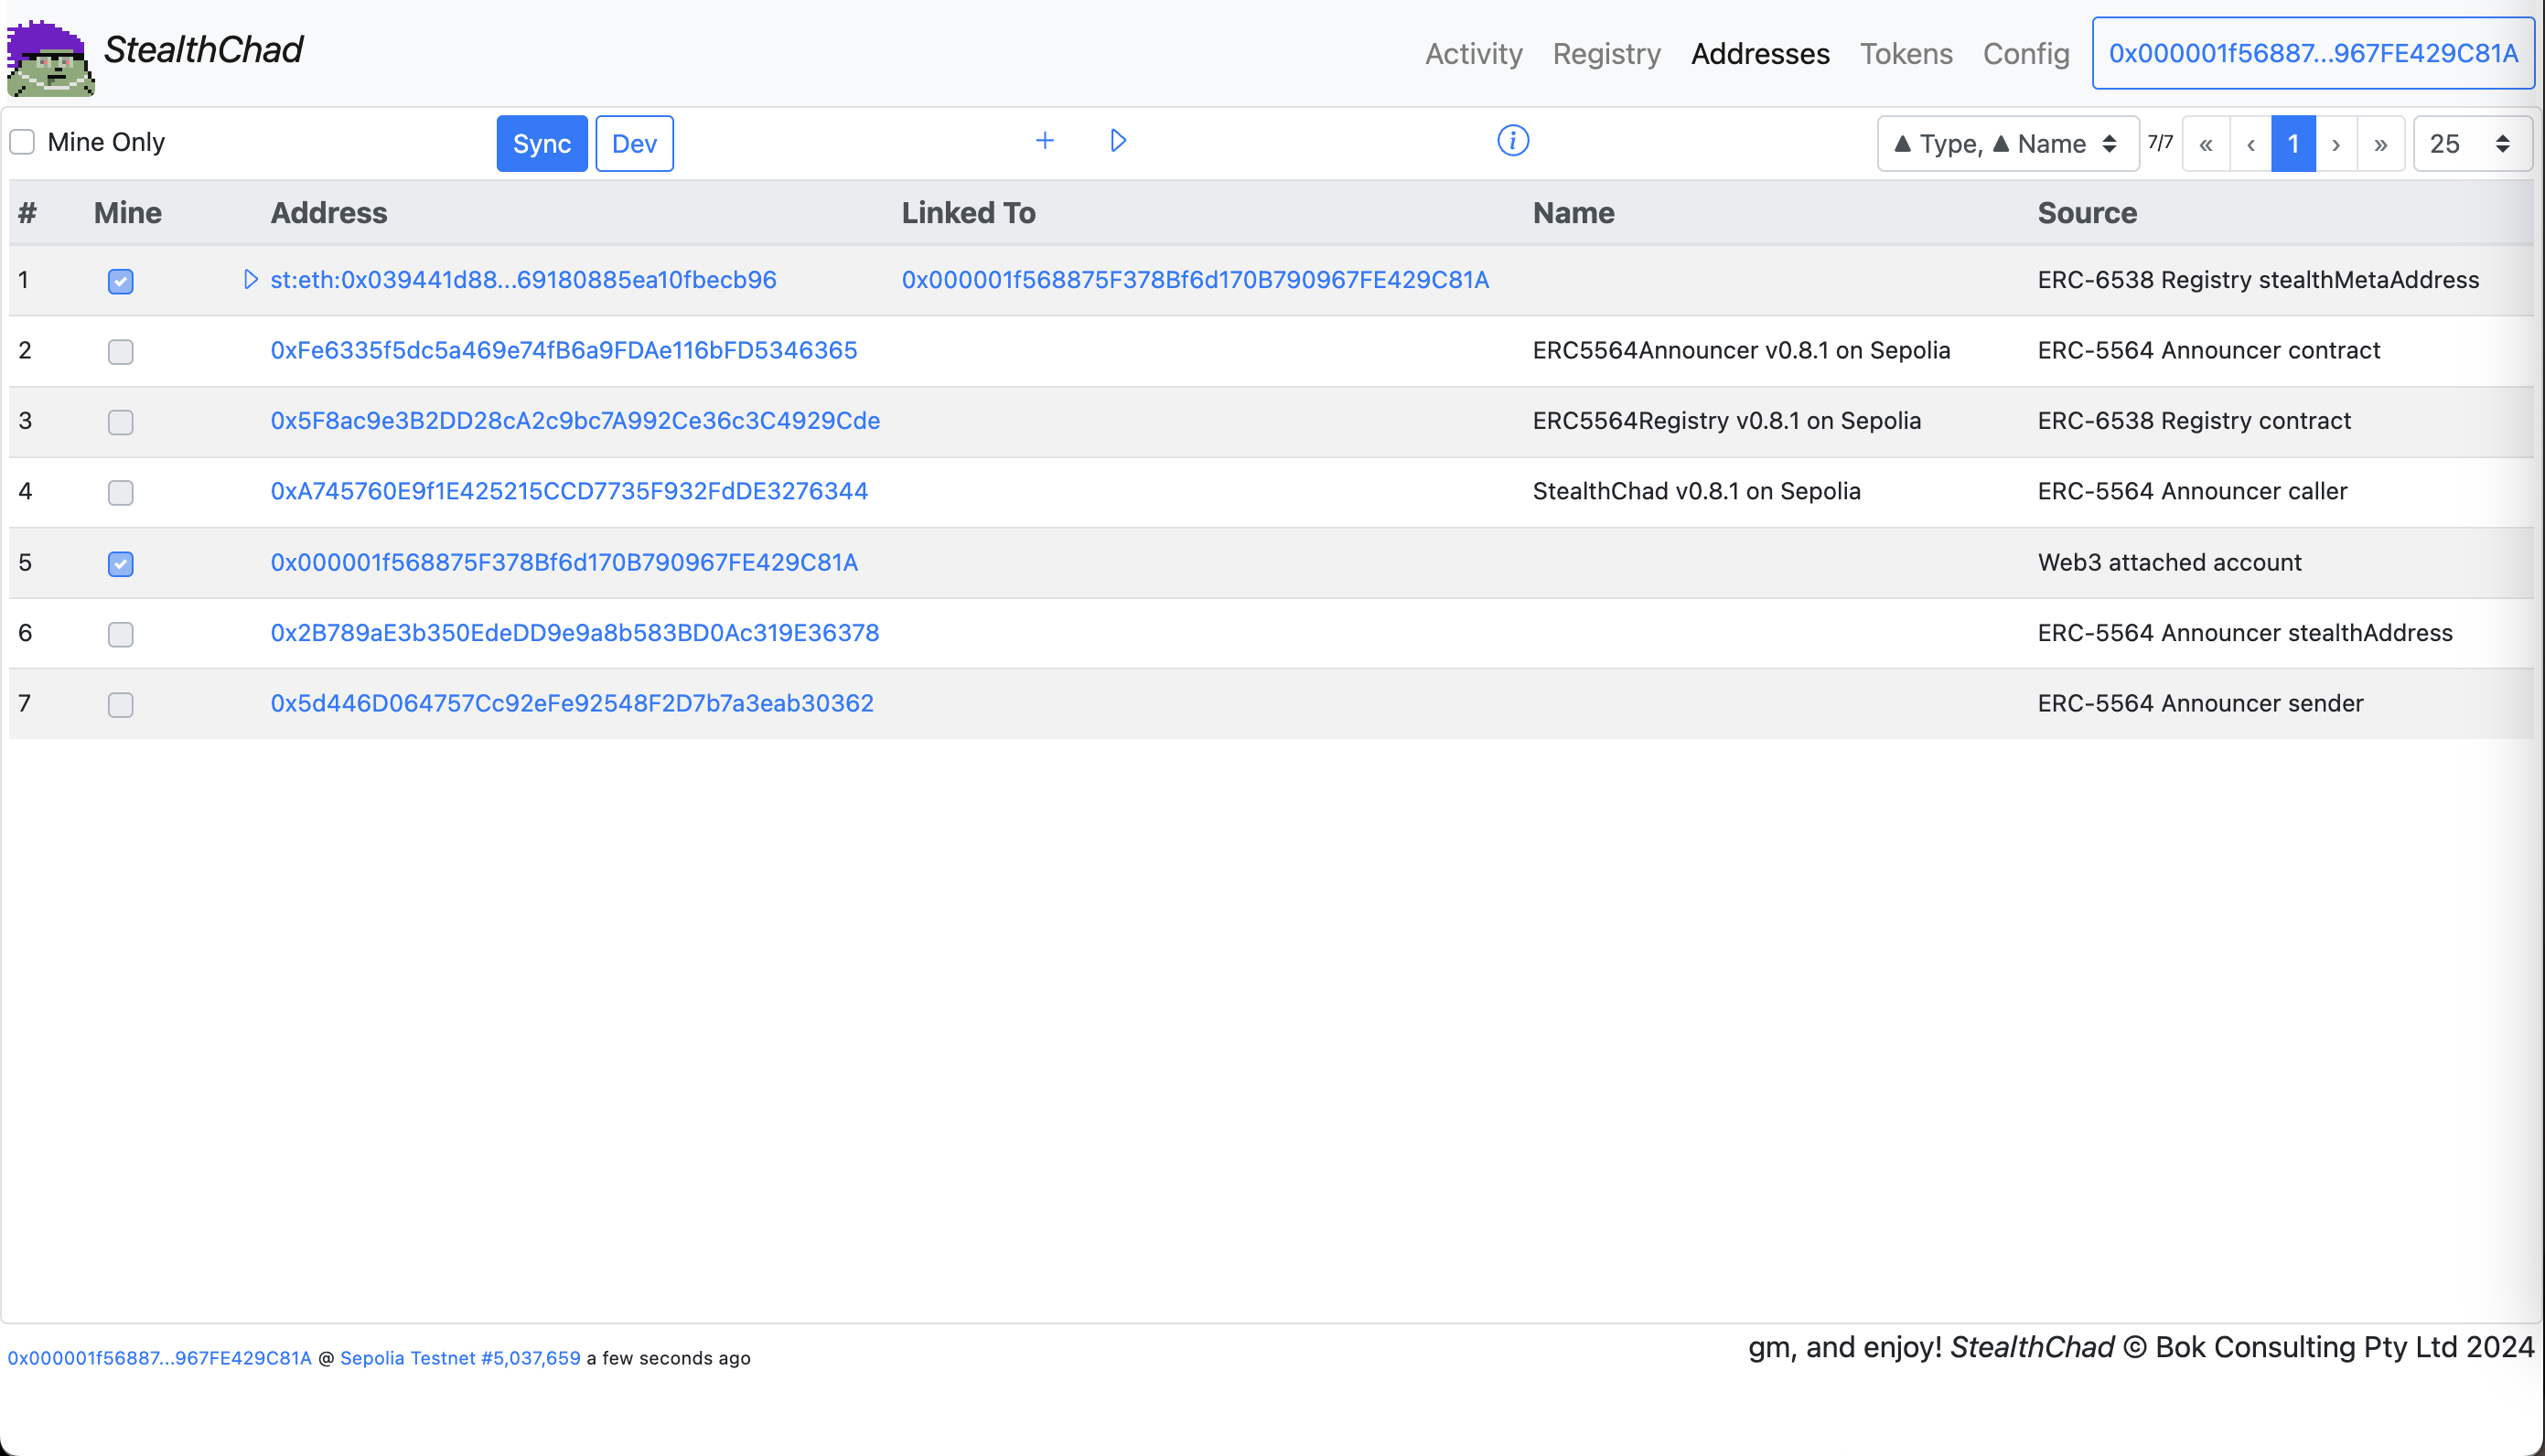 StealthChad
Activity Registry Addresses Tokens Config 0x000001f56887...967FE429C81A
Mine Only Sync Dev + i ▲ Type, ▲ Name 7/7 « ‹ 1 › » 25
# Mine Address Linked To Name Source
1 st:eth:0x039441d88...69180885ea10fbecb96 0x000001f568875F378Bf6d170B790967FE429C81A ERC-6538 Registry stealthMetaAddress
2 0xFe6335f5dc5a469e74fB6a9FDAe116bFD5346365 ERC5564Announcer v0.8.1 on Sepolia ERC-5564 Announcer contract
3 0x5F8ac9e3B2DD28cA2c9bc7A992Ce36c3C4929Cde ERC5564Registry v0.8.1 on Sepolia ERC-6538 Registry contract
4 0xA745760E9f1E425215CCD7735F932FdDE3276344 StealthChad v0.8.1 on Sepolia ERC-5564 Announcer caller
5 0x000001f568875F378Bf6d170B790967FE429C81A Web3 attached account
6 0x2B789aE3b350EdeDD9e9a8b583BD0Ac319E36378 ERC-5564 Announcer stealthAddress
7 0x5d446D064757Cc92eFe92548F2D7b7a3eab30362 ERC-5564 Announcer sender
0x000001f56887...967FE429C81A @ Sepolia Testnet #5,037,659 a few seconds ago
gm, and enjoy! StealthChad © Bok Consulting Pty Ltd 2024